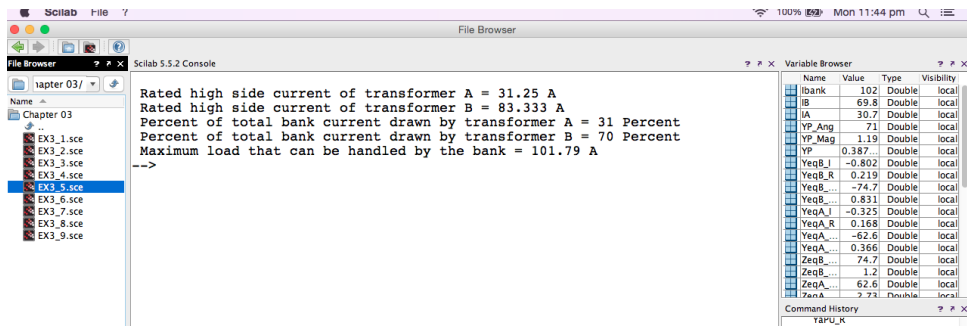 Scilab File ? 100% Mon 11:44 pm
File Browser
File Browser ? ↗ X Scilab 5.5.2 Console ? ↗ X Variable Browser ? ↗ X
hapter 03/
Name
Chapter 03
..
EX3_1.sce
EX3_2.sce
EX3_3.sce
EX3_4.sce
EX3_5.sce
EX3_6.sce
EX3_7.sce
EX3_8.sce
EX3_9.sce
Rated high side current of transformer A = 31.25 A
Rated high side current of transformer B = 83.333 A
Percent of total bank current drawn by transformer A = 31 Percent
Percent of total bank current drawn by transformer B = 70 Percent
Maximum load that can be handled by the bank = 101.79 A
-->
Name Value Type Visibility
Ibank 102 Double local
IB 69.8 Double local
IA 30.7 Double local
YP_Ang 71 Double local
YP_Mag 1.19 Double local
YP 0.387... Double local
YeqB_I -0.802 Double local
YeqB_R 0.219 Double local
YeqB_... -74.7 Double local
YeqB_... 0.831 Double local
YeqA_I -0.325 Double local
YeqA_R 0.168 Double local
YeqA_... -62.6 Double local
YeqA_... 0.366 Double local
ZeqB_... 74.7 Double local
ZeqB_... 1.2 Double local
ZeqA_... 62.6 Double local
ZeqA_... 2.73 Double local
Command History ? ↗ X
YaPU_R